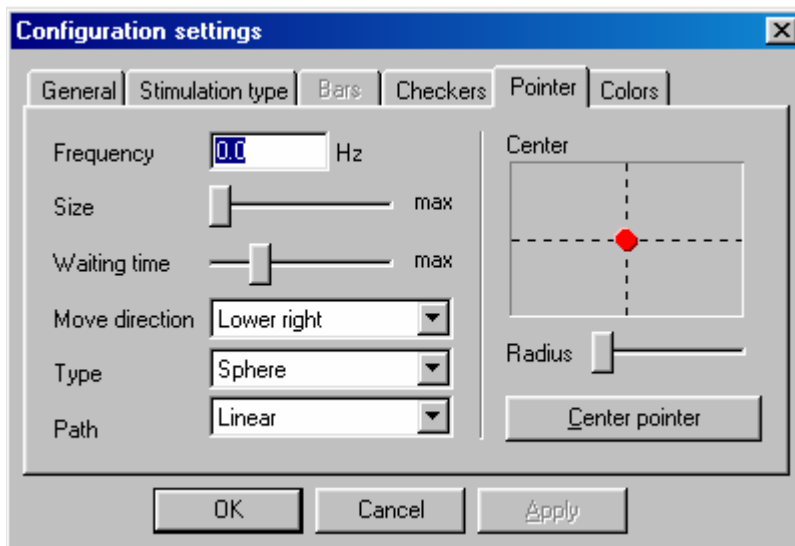 Configuration settings
General Stimulation type Bars Checkers Pointer Colors
Frequency 0.0 Hz
Size max
Waiting time max
Move direction Lower right
Type Sphere
Path Linear
Center
Radius
Center pointer
OK Cancel Apply